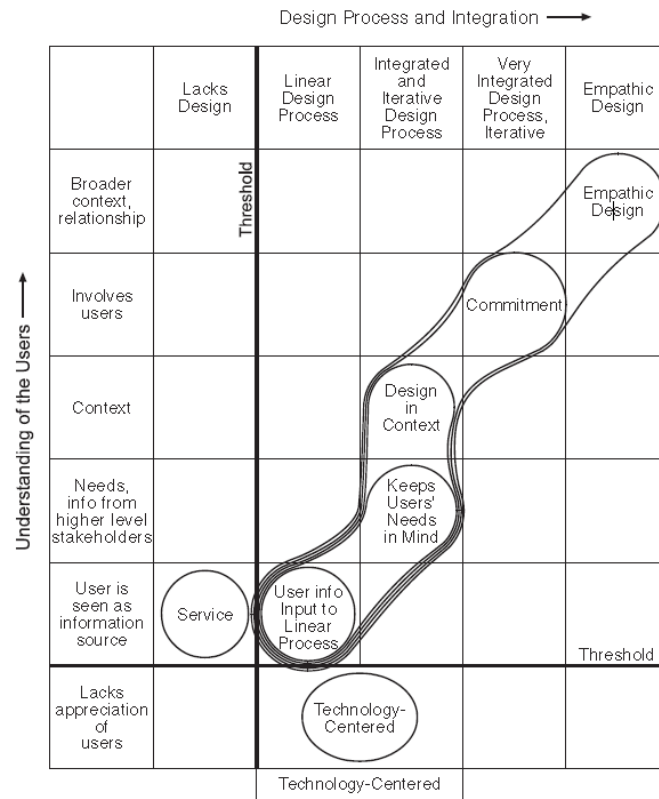 Design Process and Integration
Lacks
Design
Linear
Design
Process
Integrated
and
Iterative
Design
Process
Very
Integrated
Design
Process,
Iterative
Empathic
Design
Understanding of the Users
Threshold
Broader
context,
relationship
Empathic
Design
Involves
users
Commitment
Context
Design
in
Context
Needs,
info from
higher level
stakeholders
Keeps
Users'
Needs
in Mind
User is
seen as
information
source
Service
User info
Input to
Linear
Process
Threshold
Lacks
appreciation
of
users
Technology-
Centered
Technology-Centered